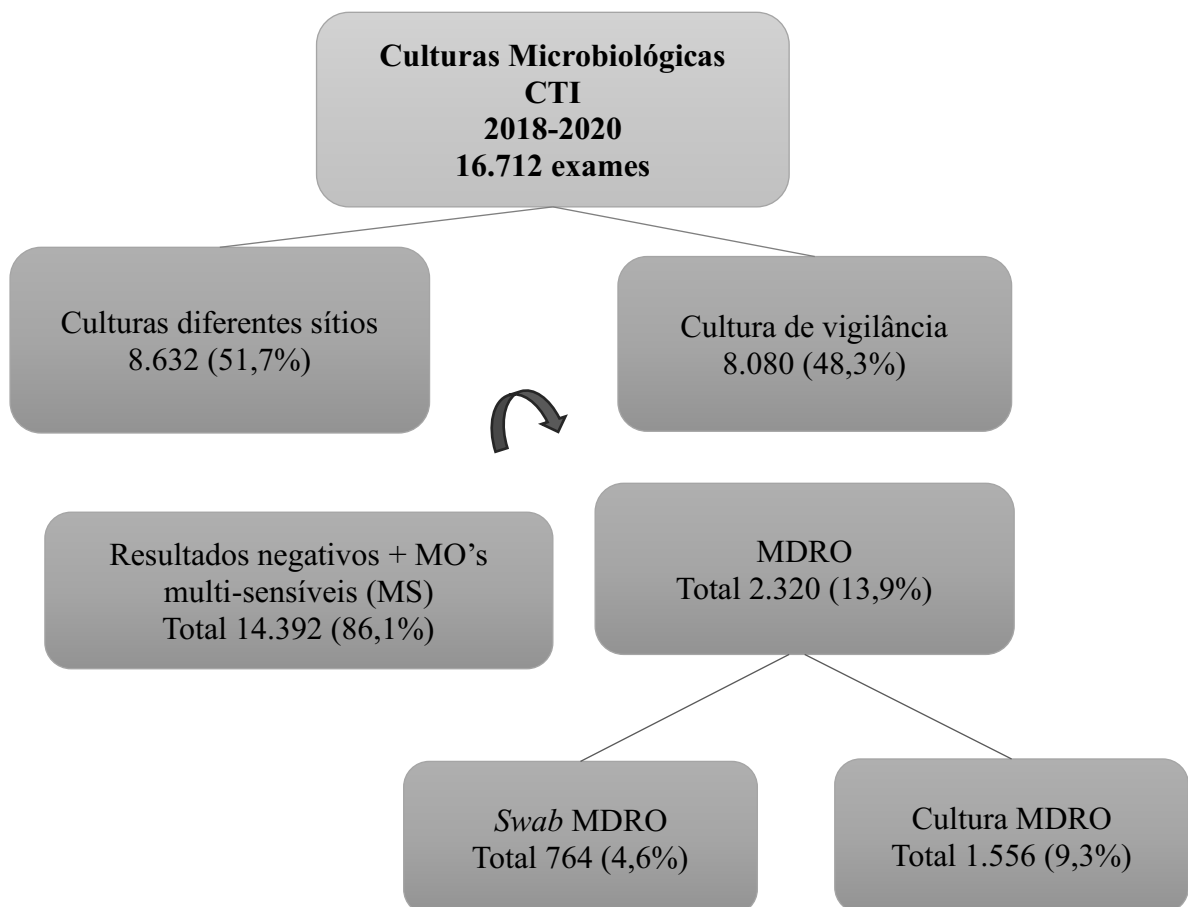 Culturas Microbiológicas
CTI
2018-2020
16.712 exames
Culturas diferentes sítios
8.632 (51,7%)
Cultura de vigilância
8.080 (48,3%)
Resultados negativos + MO’s
multi-sensíveis (MS)
Total 14.392 (86,1%)
MDRO
Total 2.320 (13,9%)
Swab MDRO
Total 764 (4,6%)
Cultura MDRO
Total 1.556 (9,3%)